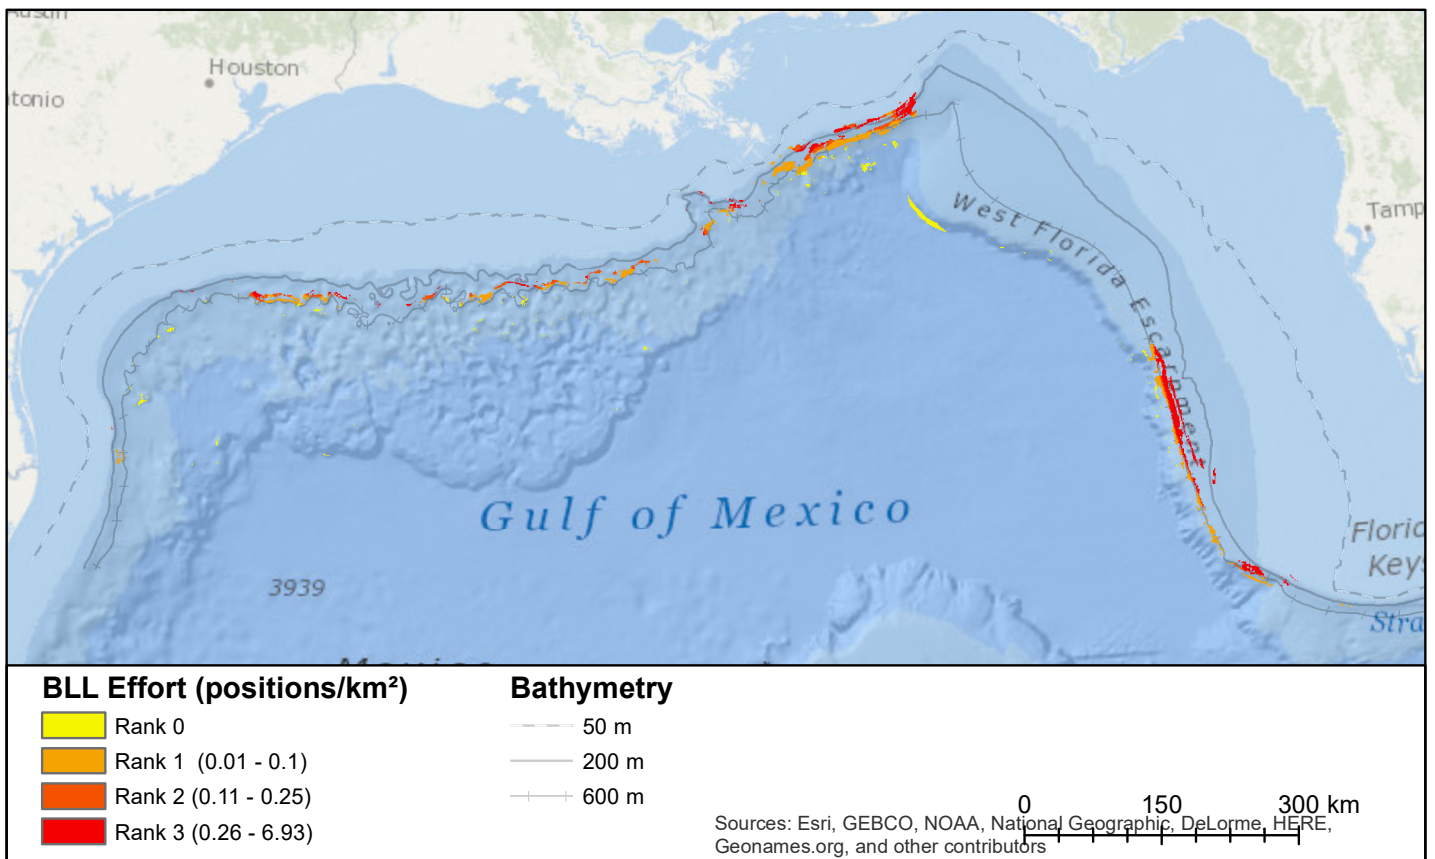 Austin
Houston
tonio
West Florida Escarpment
Tamp
Gulf of Mexico
3939
Florid
Keys
Stra
Mexico
BLL Effort (positions/km²)
Rank 0
Rank 1 (0.01 - 0.1)
Rank 2 (0.11 - 0.25)
Rank 3 (0.26 - 6.93)
Bathymetry
50 m
200 m
600 m
0 150 300 km
Sources: Esri, GEBCO, NOAA, National Geographic, DeLorme, HERE,
Geonames.org, and other contributors